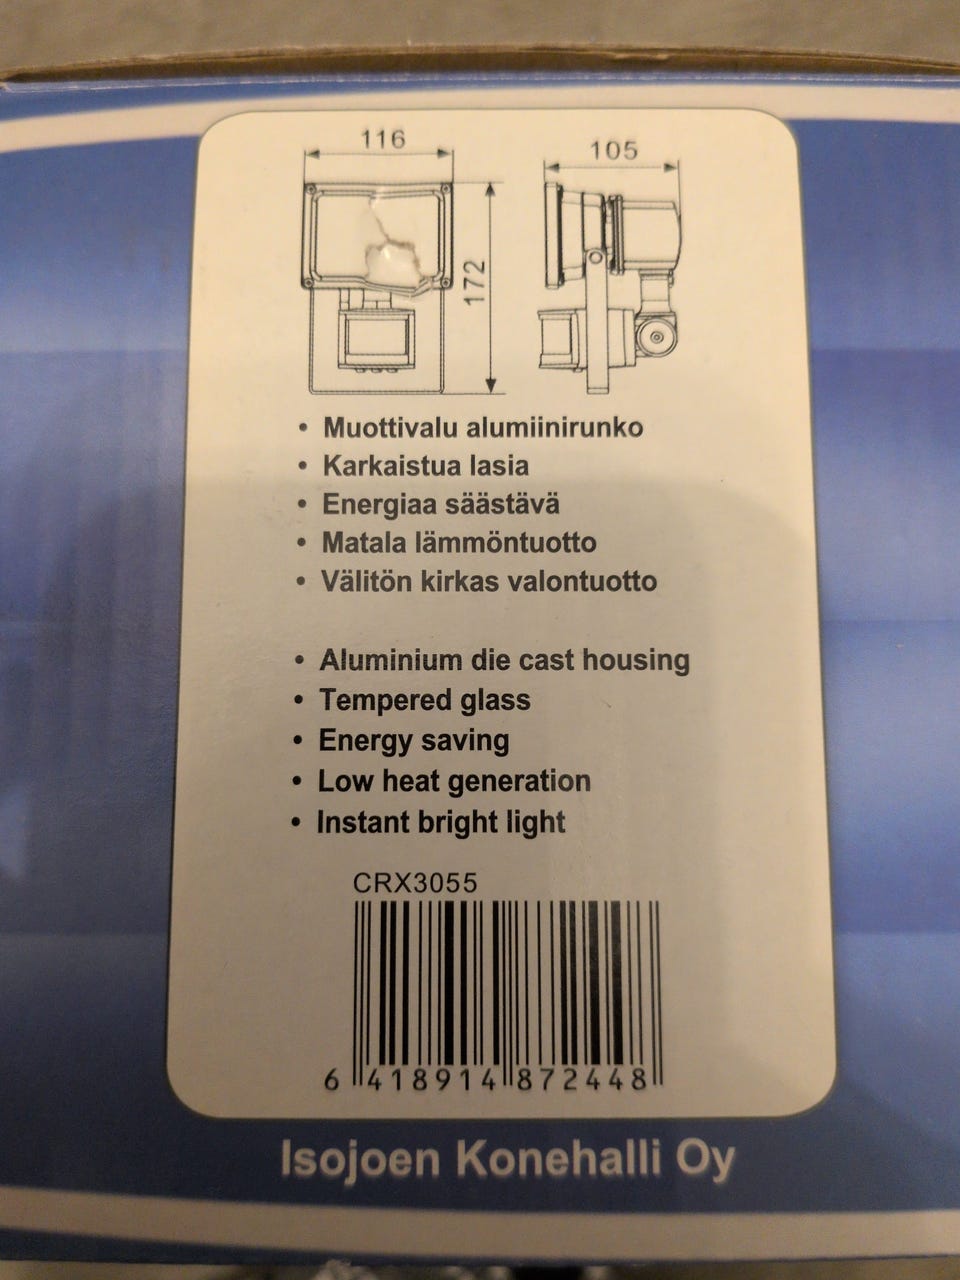 116
105
172
• Muottivalu alumiinirunko
• Karkaistua lasia
• Energiaa säästävä
• Matala lämmöntuotto
• Välitön kirkas valontuotto
• Aluminium die cast housing
• Tempered glass
• Energy saving
• Low heat generation
• Instant bright light
CRX3055
6 418914 872448
Isojoen Konehalli Oy